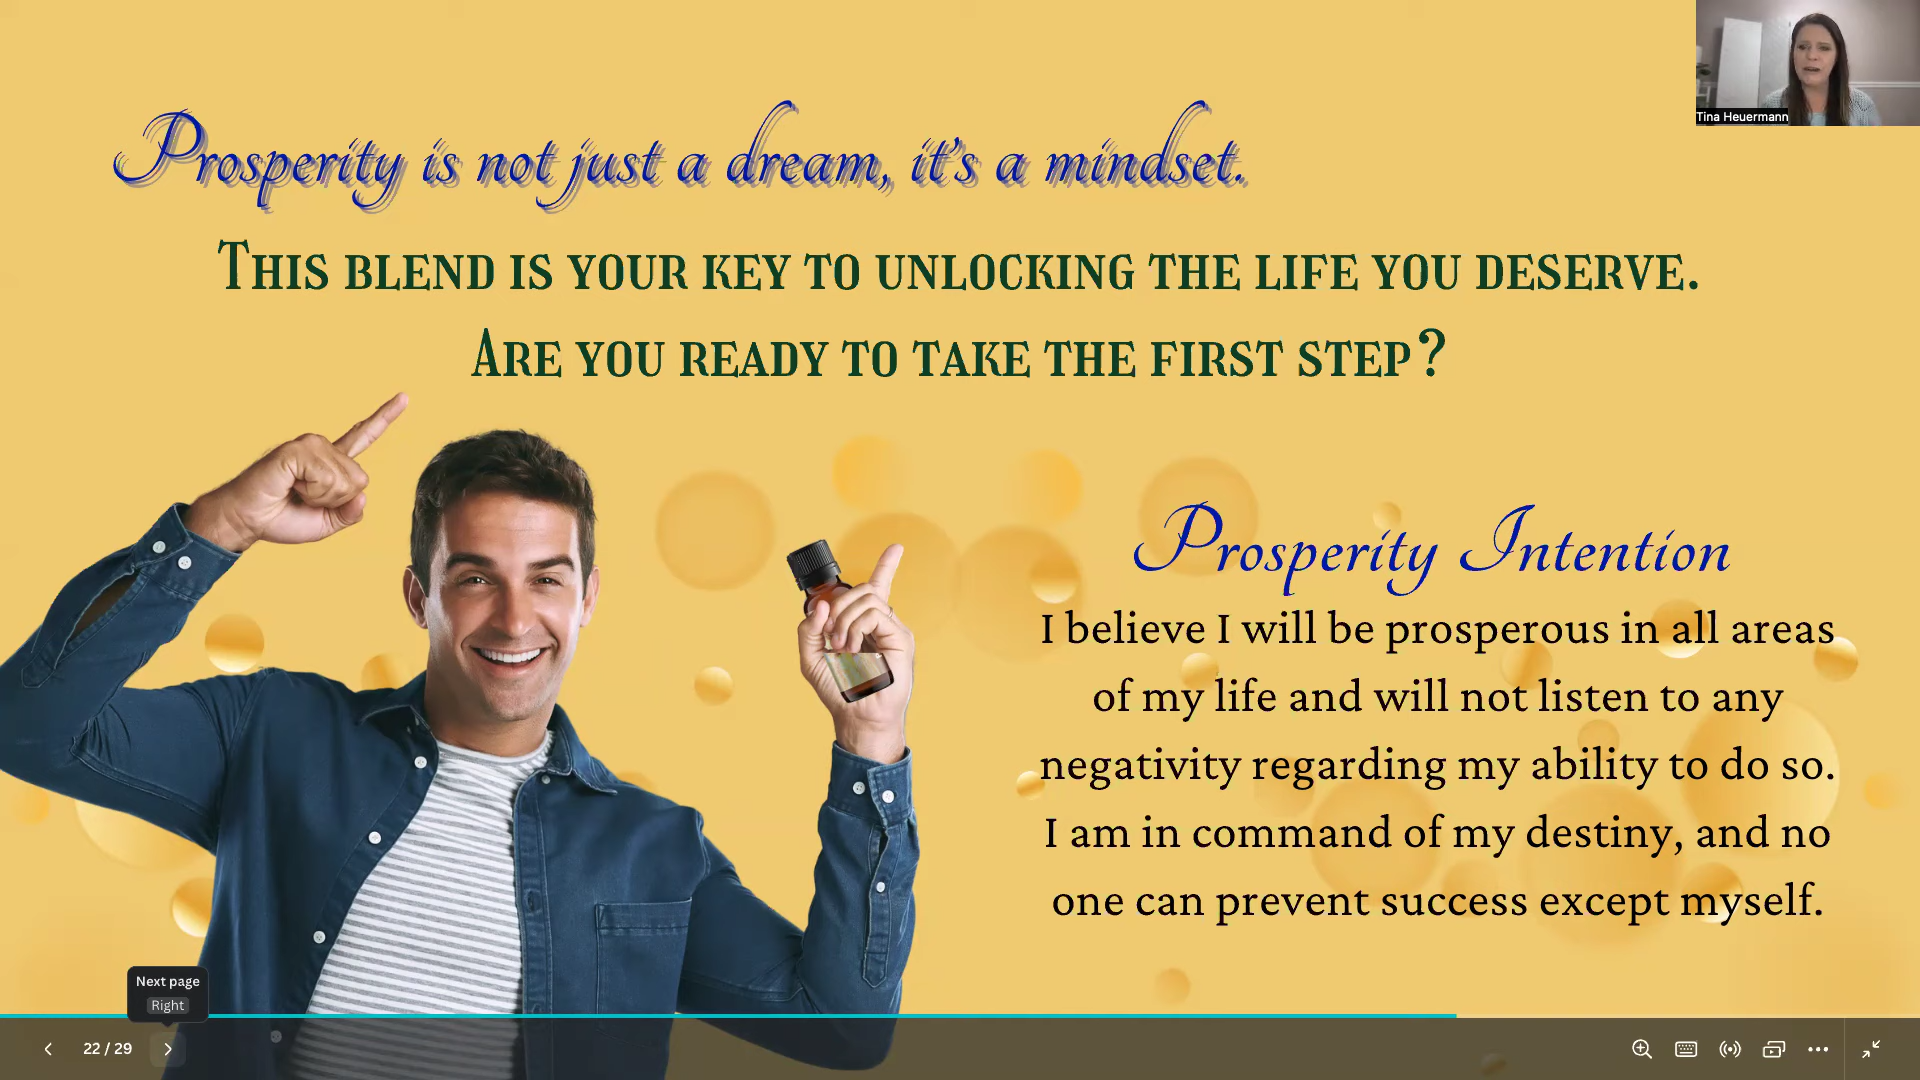 Tina Heuermann
Prosperity is not just a dream, it's a mindset.
This blend is your key to unlocking the life you deserve.
Are you ready to take the first step?
Prosperity Intention
I believe I will be prosperous in all areas
of my life and will not listen to any
negativity regarding my ability to do so.
I am in command of my destiny, and no
one can prevent success except myself.
Next page
Right
22 / 29